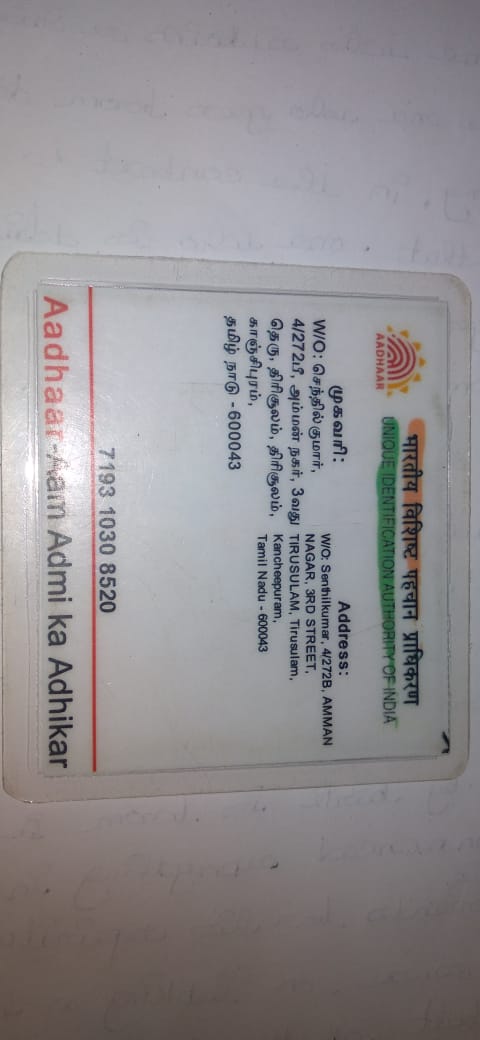 भारतीय विशिष्ट पहचान प्राधिकरण
UNIQUE IDENTIFICATION AUTHORITY OF INDIA
AADHAAR
முகவரி:
W/O: செந்தில்குமார்,
4/272பி, அம்மன் நகர், 3வது
தெரு, திரிசூலம், திரிசூலம்,
காஞ்சிபுரம்,
தமிழ் நாடு - 600043
Address:
W/O: Senthilkumar, 4/272B, AMMAN
NAGAR, 3RD STREET,
TIRUSULAM, Tirusulam,
Kancheepuram,
Tamil Nadu - 600043
7193 1030 8520
Aadhaar-Aam Admi ka Adhikar